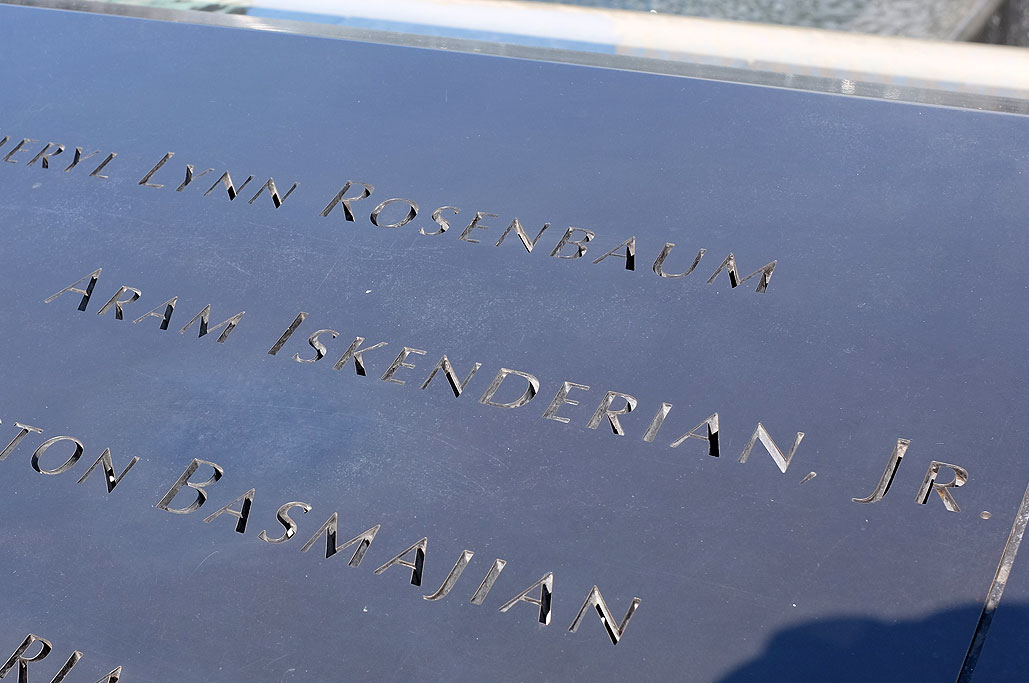 LYNN ROSENBAUM
ARAM ISKENDERIAN, JR.
BASMAJIAN